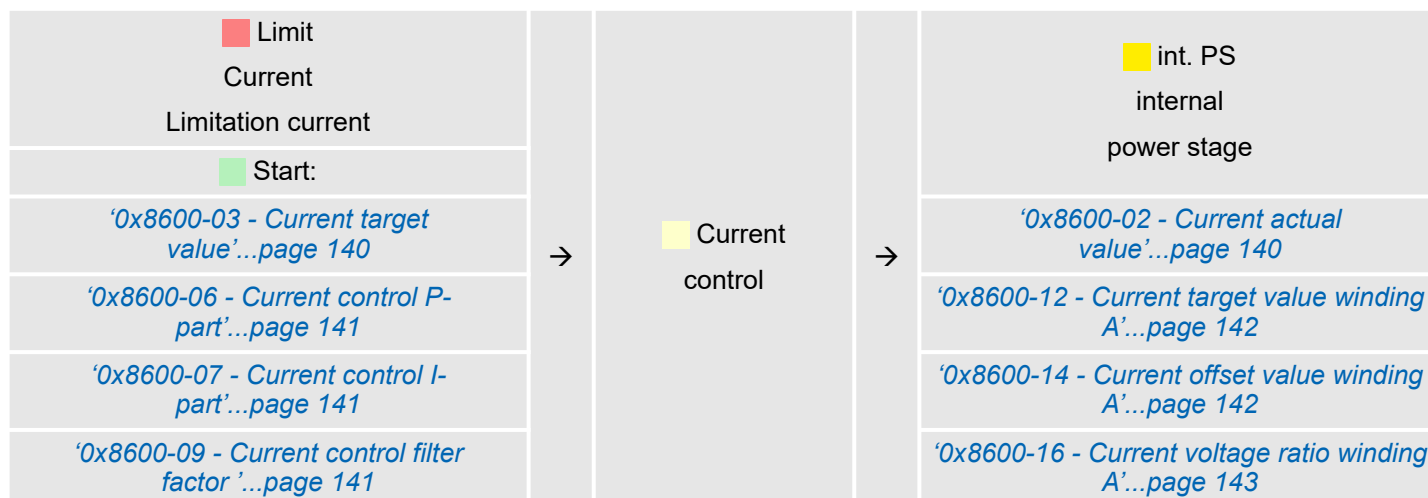 Limit
Current
Limitation current
Start:
‘0x8600-03 - Current target
value’...page 140
‘0x8600-06 - Current control P-
part’...page 141
‘0x8600-07 - Current control I-
part’...page 141
‘0x8600-09 - Current control filter
factor ’...page 141
→
Current
control
→
int. PS
internal
power stage
‘0x8600-02 - Current actual
value’...page 140
‘0x8600-12 - Current target value winding
A’...page 142
‘0x8600-14 - Current offset value winding
A’...page 142
‘0x8600-16 - Current voltage ratio winding
A’...page 143